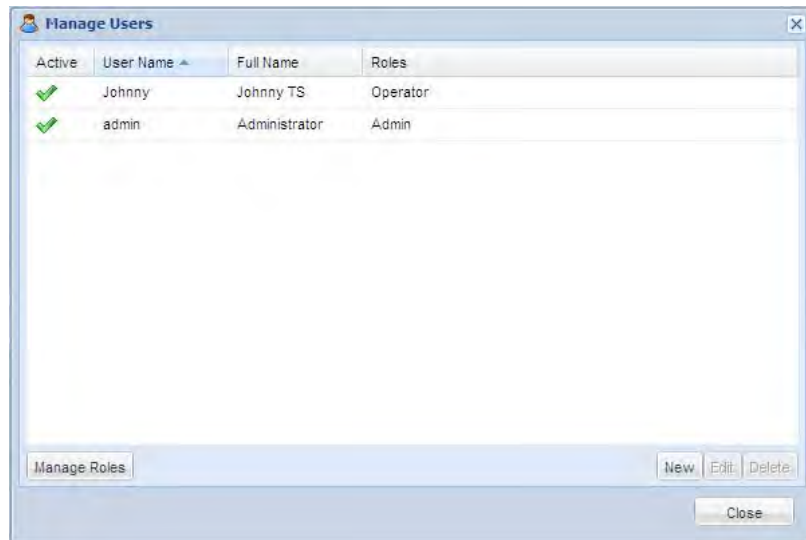 Manage Users
Active User Name Full Name Roles
Johnny Johnny TS Operator
admin Administrator Admin
Manage Roles New Edit Delete
Close